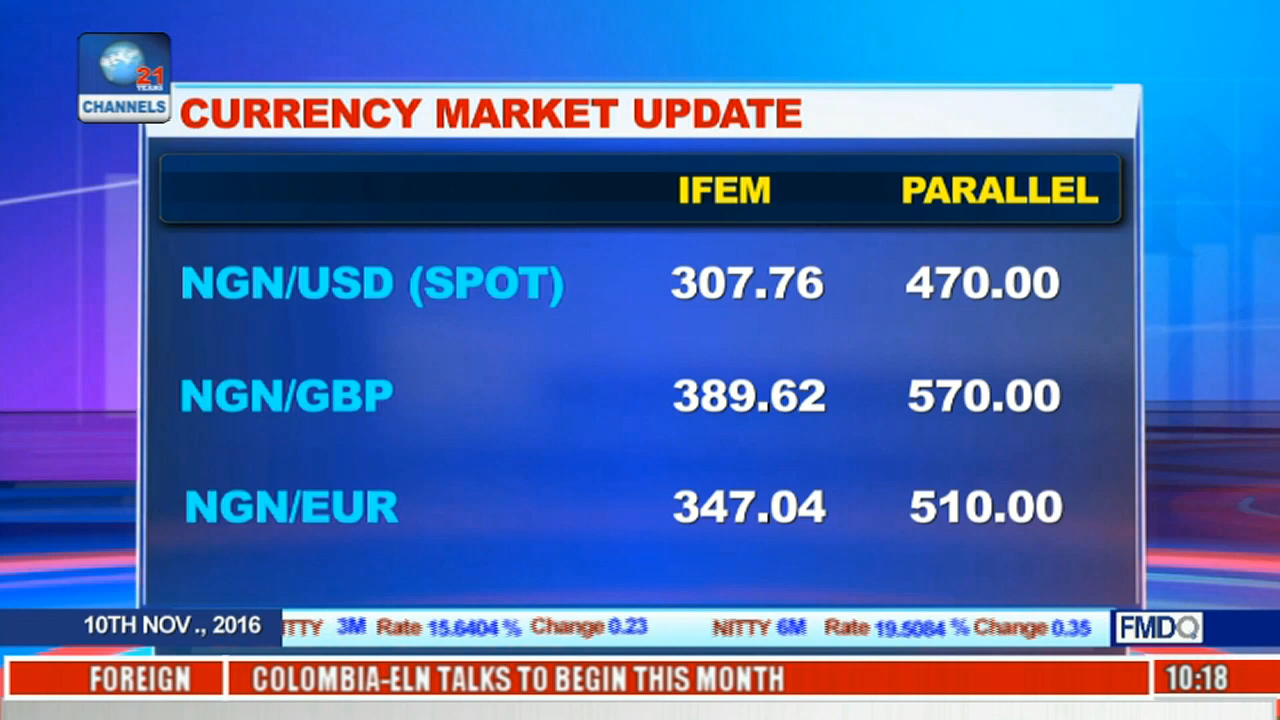 21
YEARS
CHANNELS
CURRENCY MARKET UPDATE
IFEM PARALLEL
NGN/USD (SPOT) 307.76 470.00
NGN/GBP 389.62 570.00
NGN/EUR 347.04 510.00
10TH NOV., 2016 NITTY 3M Rate 15.6404 % Change 0.23 NITTY 6M Rate 19.5084 % Change 0.35 FMDQ
FOREIGN COLOMBIA-ELN TALKS TO BEGIN THIS MONTH 10:18